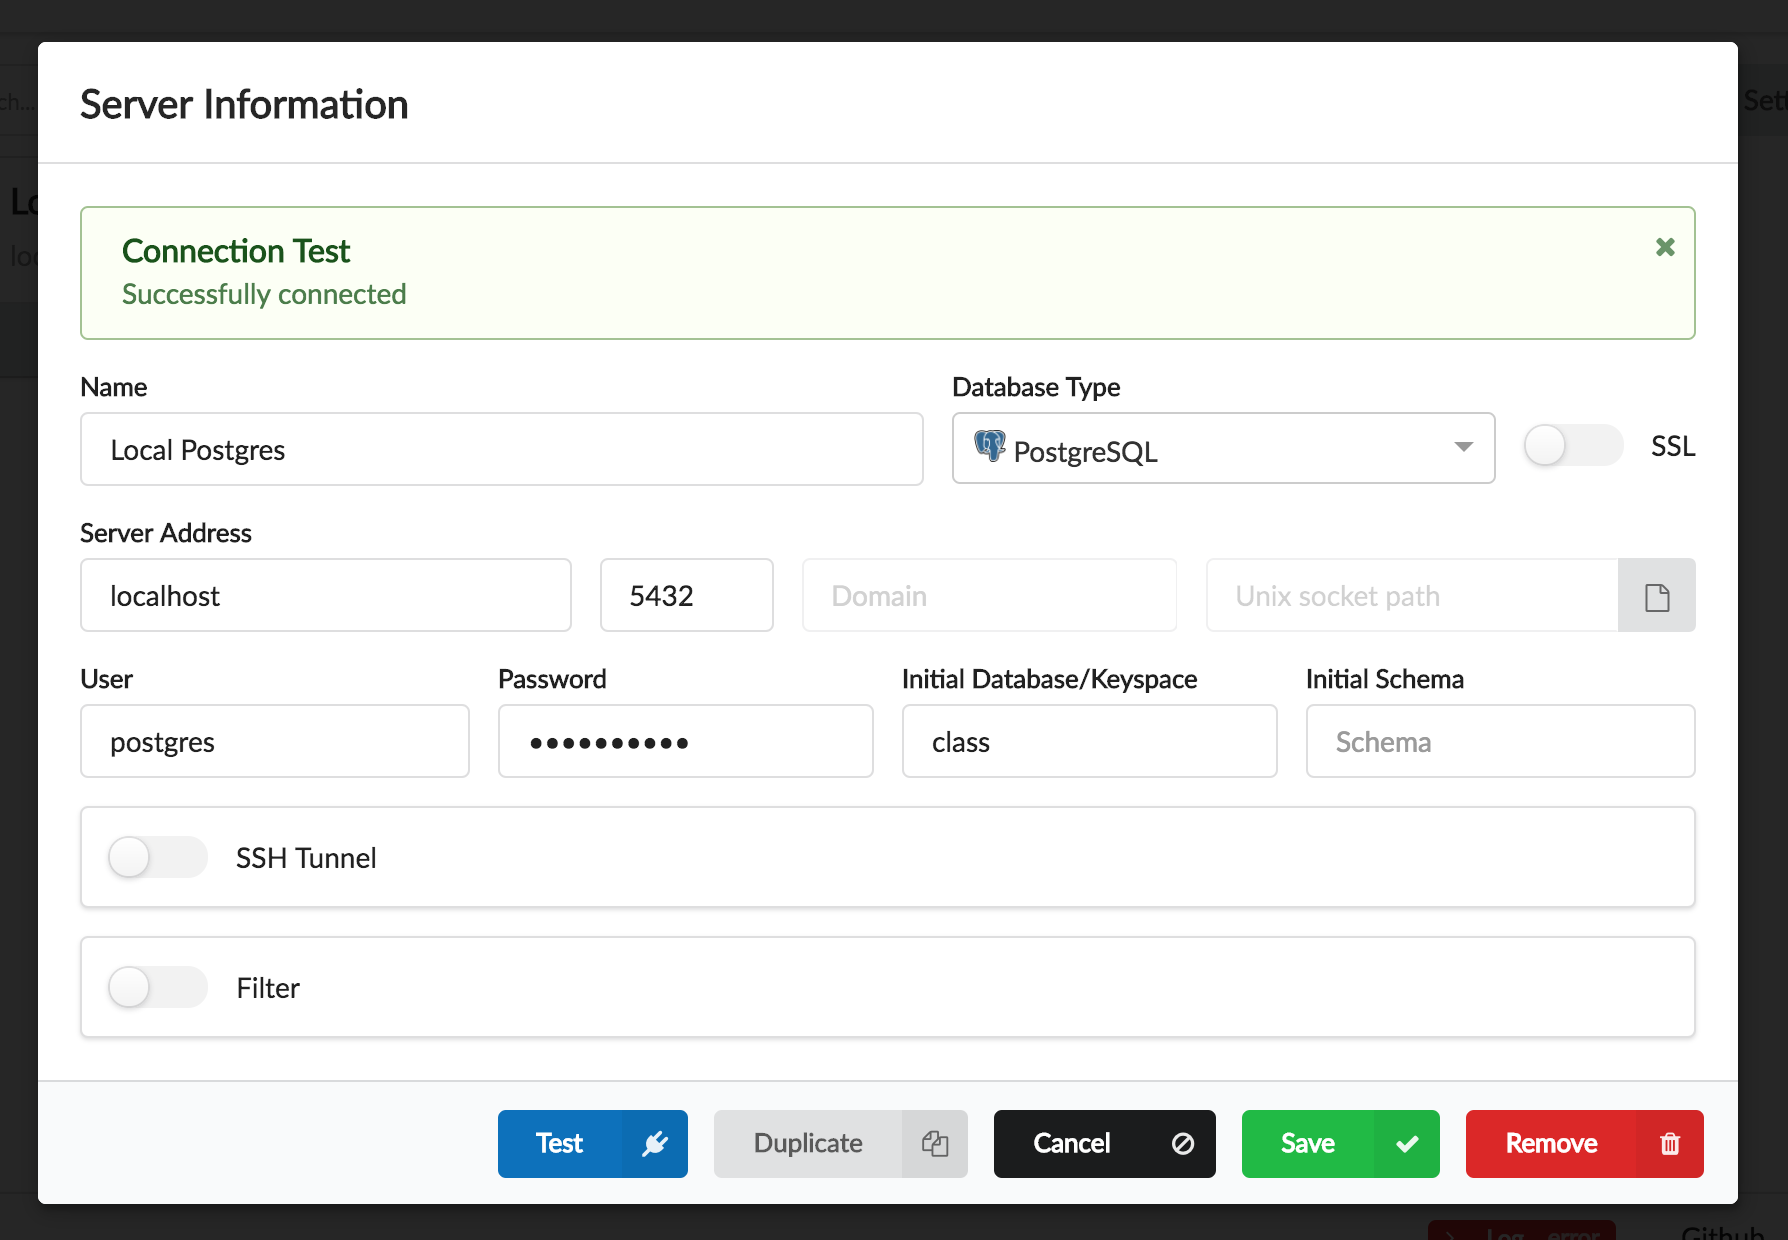 Server Information
Connection Test
Successfully connected
Name
Local Postgres
Database Type
PostgreSQL
SSL
Server Address
localhost
5432
Domain
Unix socket path
User
postgres
Password
••••••••••
Initial Database/Keyspace
class
Initial Schema
Schema
SSH Tunnel
Filter
Test
Duplicate
Cancel
Save
Remove
Github